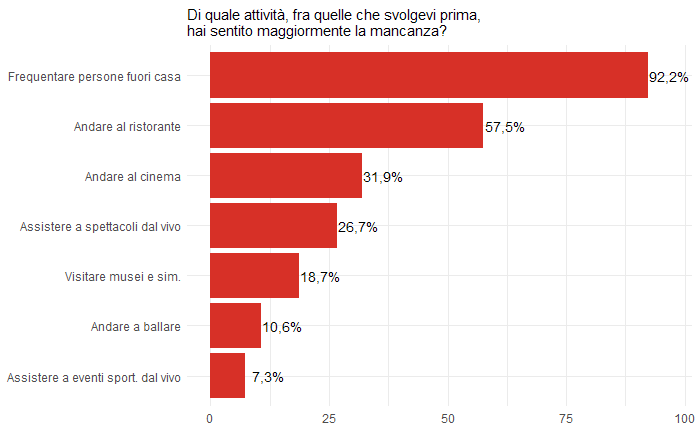 Di quale attività, fra quelle che svolgevi prima,
hai sentito maggiormente la mancanza?
Frequentare persone fuori casa 92,2%
Andare al ristorante 57,5%
Andare al cinema 31,9%
Assistere a spettacoli dal vivo 26,7%
Visitare musei e sim. 18,7%
Andare a ballare 10,6%
Assistere a eventi sport. dal vivo 7,3%
0 25 50 75 100